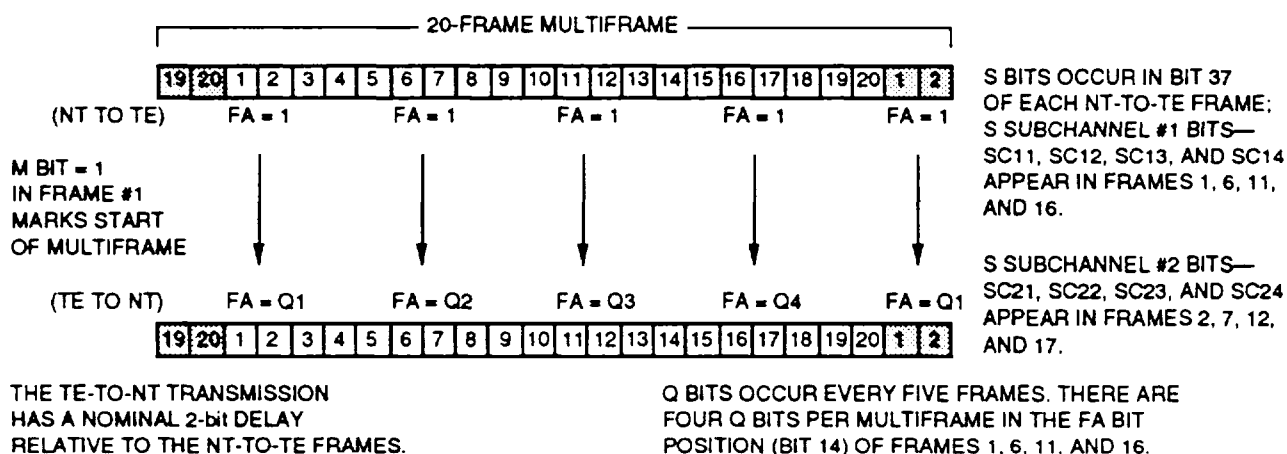 20-FRAME MULTIFRAME
19 20 1 2 3 4 5 6 7 8 9 10 11 12 13 14 15 16 17 18 19 20 1 2
(NT TO TE) FA = 1 FA = 1 FA = 1 FA = 1 FA = 1
M BIT = 1
IN FRAME #1
MARKS START
OF MULTIFRAME
(TE TO NT) FA = Q1 FA = Q2 FA = Q3 FA = Q4 FA = Q1
19 20 1 2 3 4 5 6 7 8 9 10 11 12 13 14 15 16 17 18 19 20 1 2
S BITS OCCUR IN BIT 37
OF EACH NT-TO-TE FRAME;
S SUBCHANNEL #1 BITS—
SC11, SC12, SC13, AND SC14
APPEAR IN FRAMES 1, 6, 11,
AND 16.
S SUBCHANNEL #2 BITS—
SC21, SC22, SC23, AND SC24
APPEAR IN FRAMES 2, 7, 12,
AND 17.
THE TE-TO-NT TRANSMISSION
HAS A NOMINAL 2-bit DELAY
RELATIVE TO THE NT-TO-TE FRAMES.
Q BITS OCCUR EVERY FIVE FRAMES. THERE ARE
FOUR Q BITS PER MULTIFRAME IN THE FA BIT
POSITION (BIT 14) OF FRAMES 1, 6, 11, AND 16.